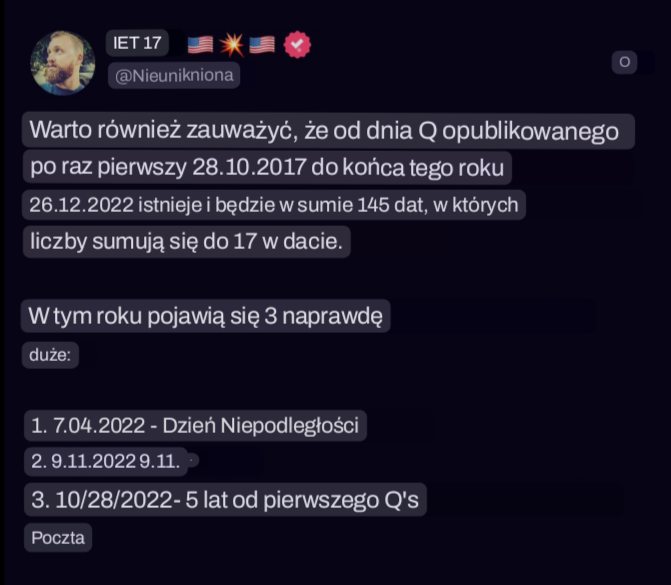 IET 17
@Nieunikniona
O
Warto również zauważyć, że od dnia Q opublikowanego
po raz pierwszy 28.10.2017 do końca tego roku
26.12.2022 istnieje i będzie w sumie 145 dat, w których
liczby sumują się do 17 w dacie.
W tym roku pojawią się 3 naprawdę
duże:
1. 7.04.2022 - Dzień Niepodległości
2. 9.11.2022 9.11.
3. 10/28/2022- 5 lat od pierwszego Q's
Poczta